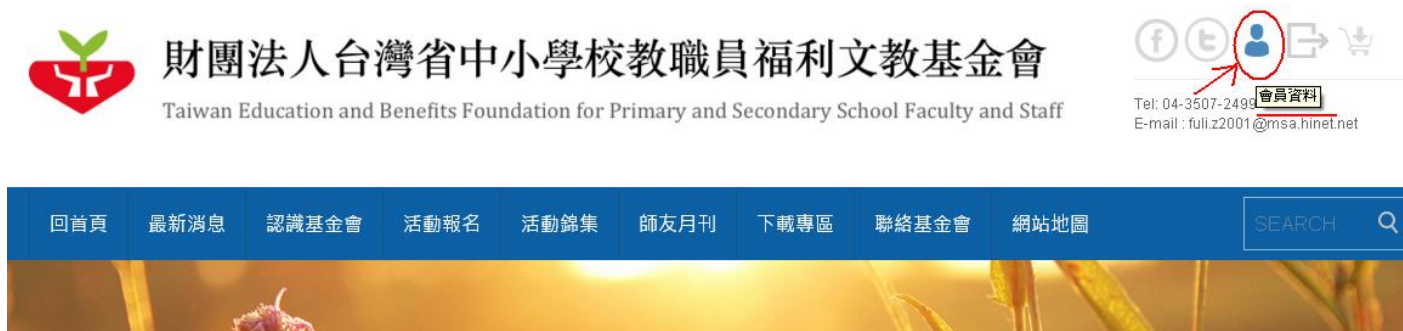 財團法人台灣省中小學校教職員福利文教基金會
Taiwan Education and Benefits Foundation for Primary and Secondary School Faculty and Staff
Tel: 04-3507-2499
會員資料
E-mail : fuli.z2001@msa.hinet.net
回首頁 最新消息 認識基金會 活動報名 活動錦集 師友月刊 下載專區 聯絡基金會 網站地圖 SEARCH